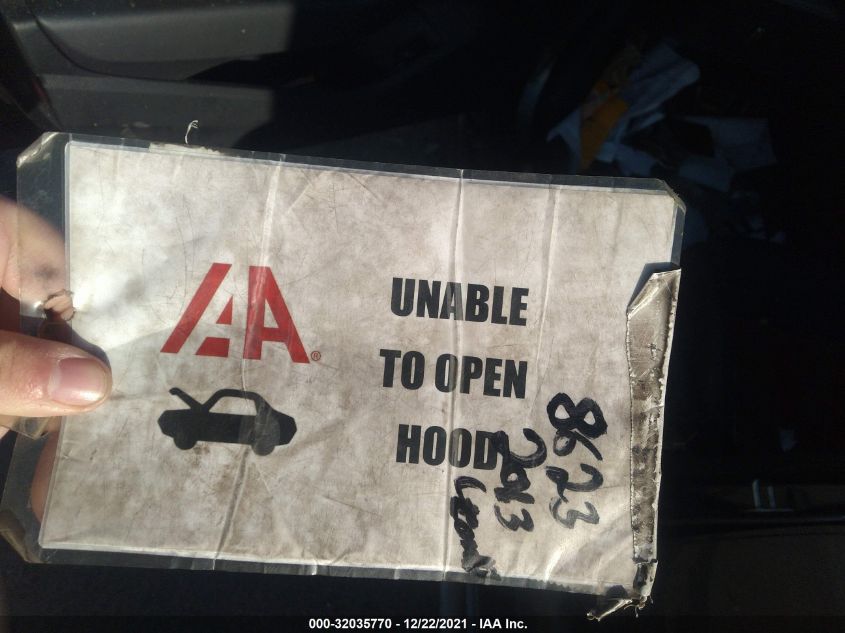 IAA®
UNABLE
TO OPEN
HOOD
8623
2013
000-32035770 - 12/22/2021 - IAA Inc.